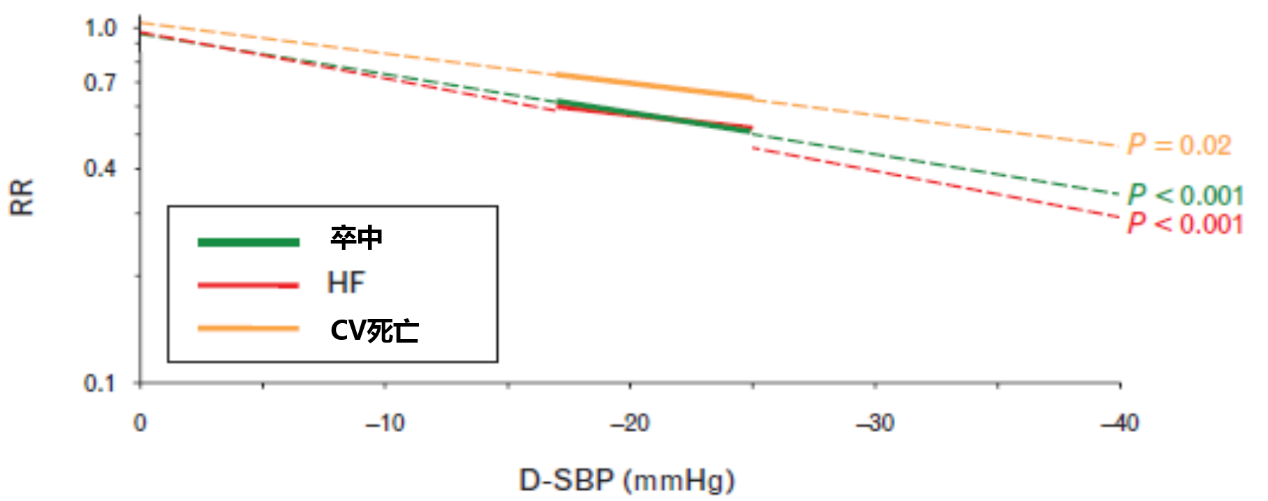 1.0
0.7
0.4
0.1
RR
卒中
HF
CV死亡
P = 0.02
P < 0.001
P < 0.001
0
–10
–20
–30
–40
D-SBP (mmHg)